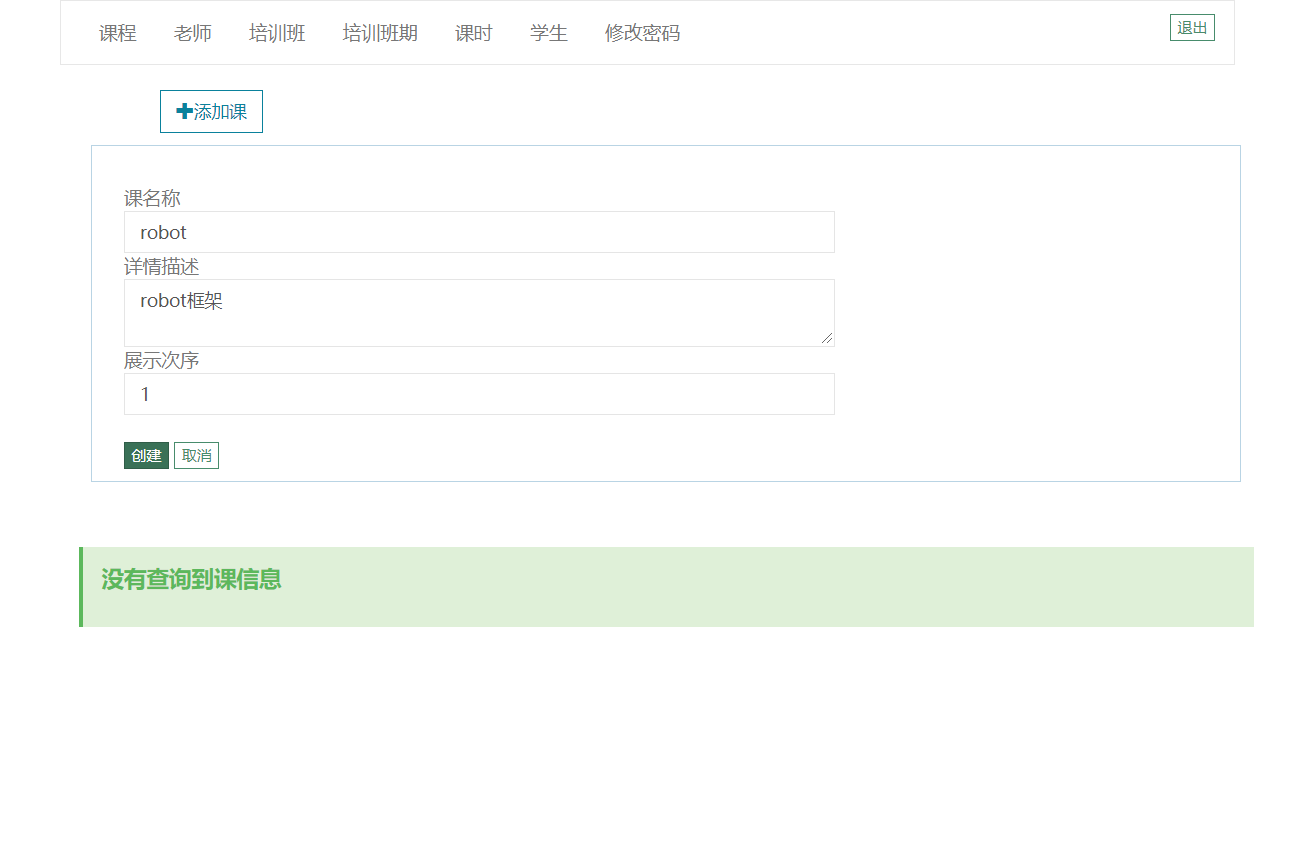 课程 老师 培训班 培训班期 课时 学生 修改密码 退出
✚添加课
课名称
robot
详情描述
robot框架
展示次序
1
创建 取消
没有查询到课信息